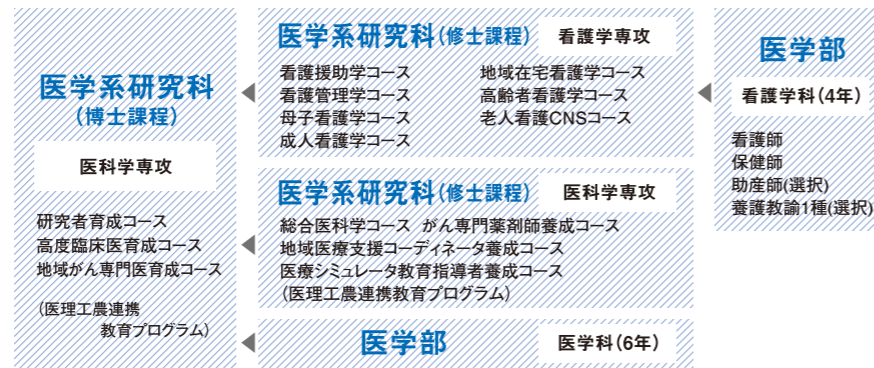 医学系研究科
(博士課程)
医科学専攻
研究者育成コース
高度臨床医育成コース
地域がん専門医育成コース
(医理工農連携
教育プログラム)
医学系研究科(修士課程) 看護学専攻
看護援助学コース 地域在宅看護学コース
看護管理学コース 高齢者看護学コース
母子看護学コース 老人看護CNSコース
成人看護学コース
医学系研究科(修士課程) 医科学専攻
総合医科学コース がん専門薬剤師養成コース
地域医療支援コーディネータ養成コース
医療シミュレータ教育指導者養成コース
(医理工農連携教育プログラム)
医学部 医学科(6年)
医学部
看護学科(4年)
看護師
保健師
助産師(選択)
養護教諭1種(選択)